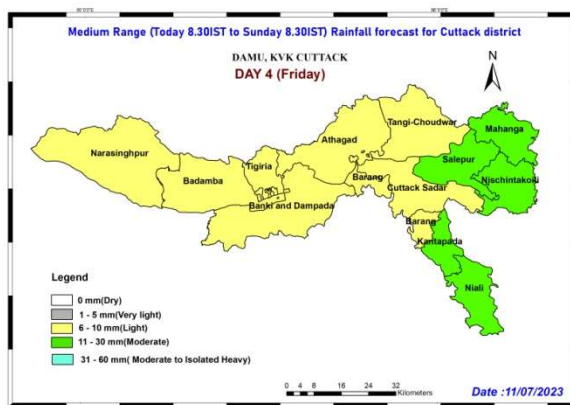 Medium Range (Today 8.30IST to Sunday 8.30IST) Rainfall forecast for Cuttack district
DAMU, KVK CUTTACK
DAY 4 (Friday)
N
Tangi-Choudwar
Mahanga
Athagad
Narasinghpur
Salepur
Tigiria
Badamba
Barang
Nischintakoili
Cuttack Sadar
Banki and Dampada
Barang
Kantapada
Niali
Legend
0 mm(Dry)
1 - 5 mm(Very light)
6 - 10 mm(Light)
11 - 30 mm(Moderate)
31 - 60 mm( Moderate to Isolated Heavy)
0 4 8 16 24 32
Kilometers
Date :11/07/2023